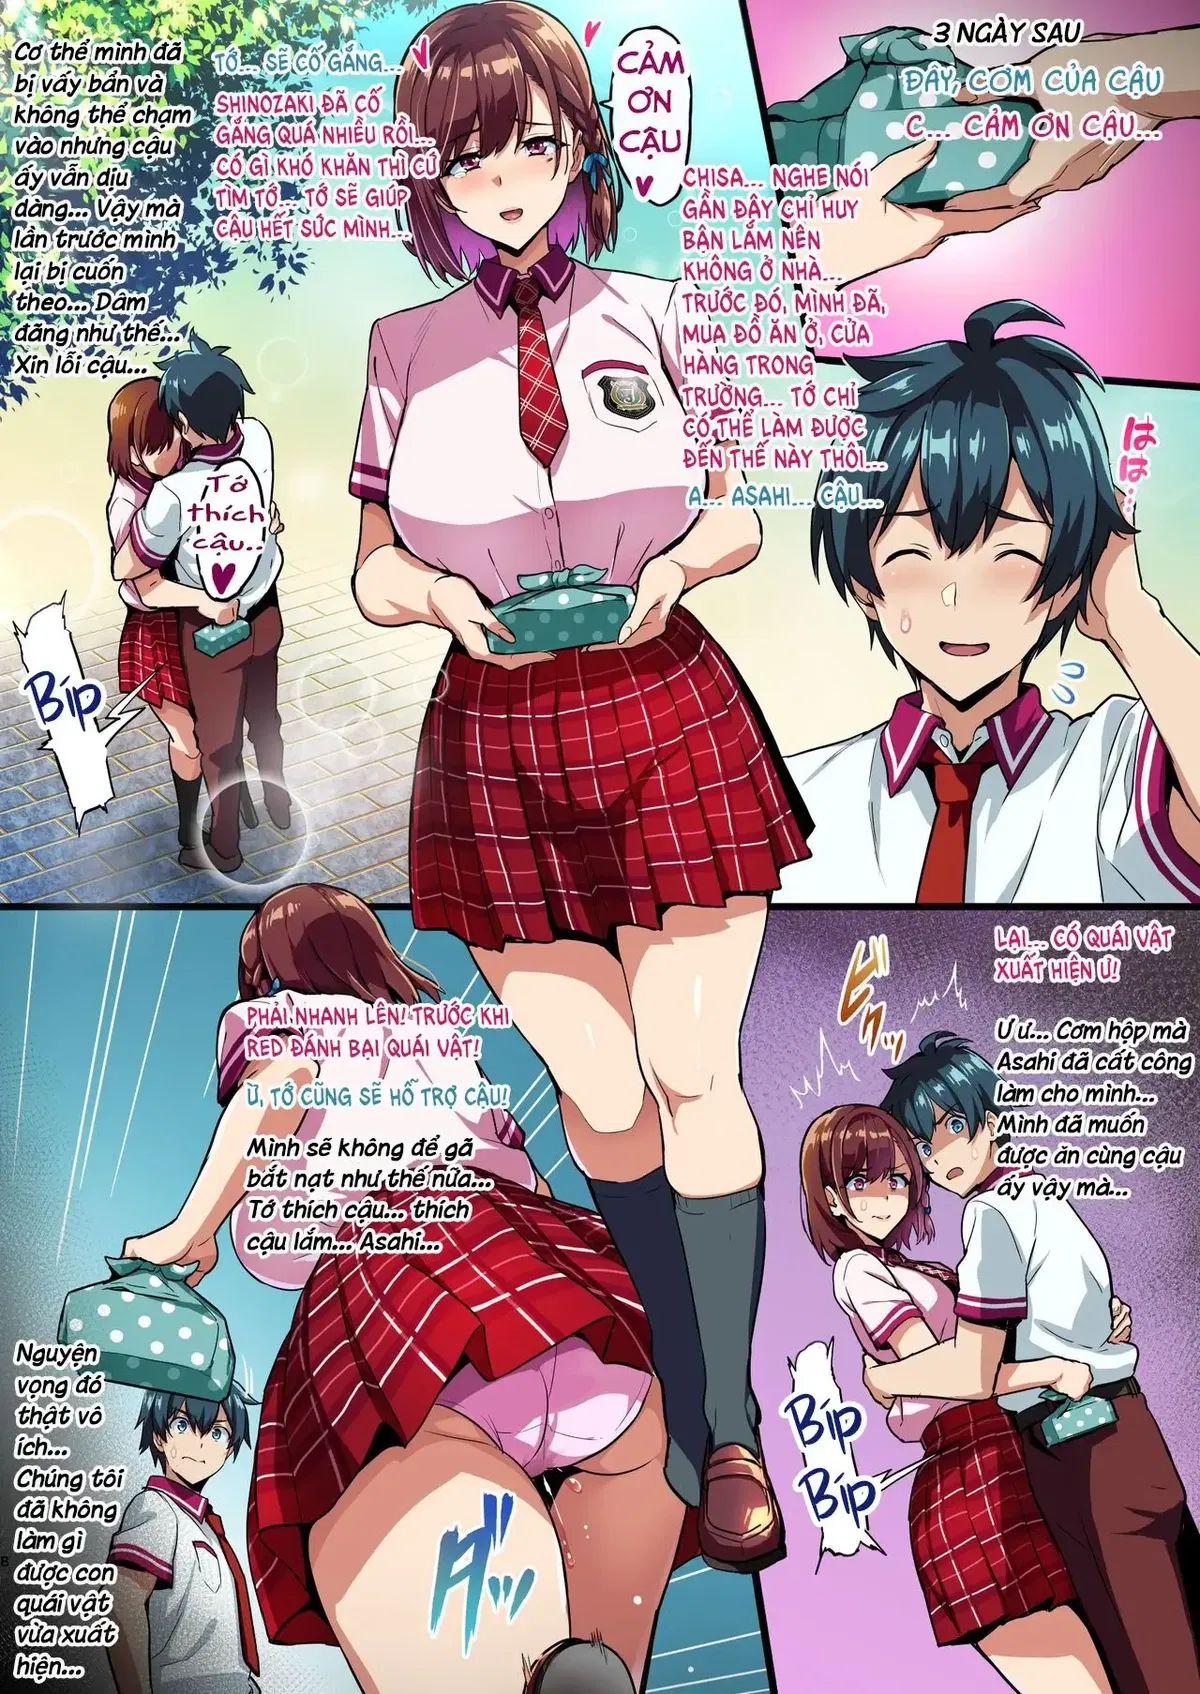 3 NGÀY SAU
ĐÂY, CƠM CỦA CẬU
C... CẢM ƠN CẬU...
はは…
CHISA... NGHE NÓI
GẦN ĐÂY CHỈ HUY
BẬN LẮM NÊN
KHÔNG Ở NHÀ...
TRƯỚC ĐÓ, MÌNH ĐÃ,
MUA ĐỒ ĂN Ở, CỬA
HÀNG TRONG
TRƯỜNG... TỚ CHỈ
CÓ THỂ LÀM ĐƯỢC
ĐẾN THẾ NÀY THÔI...
A... ASAHI... CẬU...
CẢM
ƠN
CẬU
TỚ... SẼ CỐ GẮNG...
SHINOZAKI ĐÃ CỐ
GẮNG QUÁ NHIỀU RỒI...
CÓ GÌ KHÓ KHĂN THÌ CỨ
TÌM TỚ... TỚ SẼ GIÚP
CẬU HẾT SỨC MÌNH...
Cơ thể mình đã
bị vấy bẩn và
không thể chạm
vào nhưng cậu
ấy vẫn dịu
dàng... Vậy mà
lần trước mình
lại bị cuốn
theo... Dâm
đãng như thế...
Xin lỗi cậu...
Tớ
thích
cậu..
Bíp
LẠI... CÓ QUÁI VẬT
XUẤT HIỆN Ư!
ビクッ
Ư ư... Cơm hộp mà
Asahi đã cất công
làm cho mình...
Mình đã muốn
được ăn cùng cậu
ấy vậy mà...
Bíp
Bíp
PHẢI NHANH LÊN! TRƯỚC KHI
RED ĐÁNH BẠI QUÁI VẬT!
Ừ, TỚ CŨNG SẼ HỖ TRỢ CẬU!
Mình sẽ không để gã
bắt nạt như thế nữa...
Tớ thích cậu... thích
cậu lắm... Asahi...
ダッ
Nguyện
vọng đó
thật vô
ích...
Chúng tôi
đã không
làm gì
được con
quái vật
vừa xuất
hiện...
8